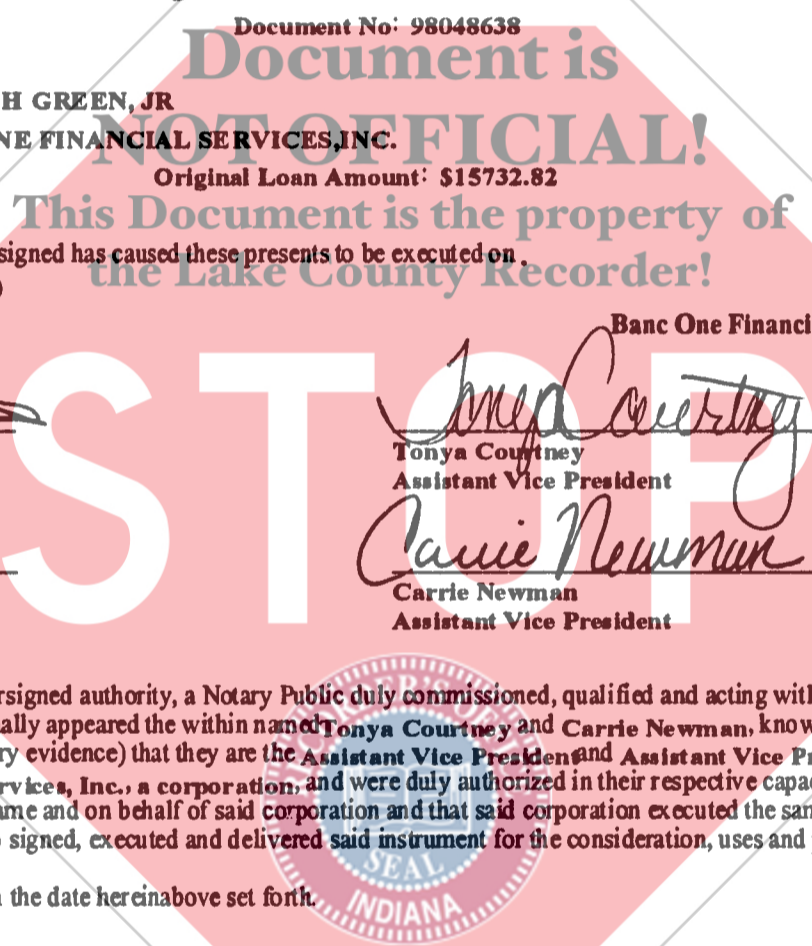 Document No: 98048638
Document is
H GREEN, JR
NOT OFFICIAL!
NE FINANCIAL SERVICES,INC.
Original Loan Amount: $15732.82
This Document is the property of
signed has caused these presents to be executed on .
the Lake County Recorder!
)
Banc One Financi
STOP
Tonya Courtney
Tonya Courtney
Assistant Vice President
Carrie Newman
Carrie Newman
Assistant Vice President
rsigned authority, a Notary Public duly commissioned, qualified and acting with
ally appeared the within named Tonya Courtney and Carrie Newman, know
ry evidence) that they are the Assistant Vice President and Assistant Vice Pr
rvices, Inc., a corporation, and were duly authorized in their respective capac
ame and on behalf of said corporation and that said corporation executed the sam
signed, executed and delivered said instrument for the consideration, uses and
SEAL
the date hereinabove set forth.
INDIANA